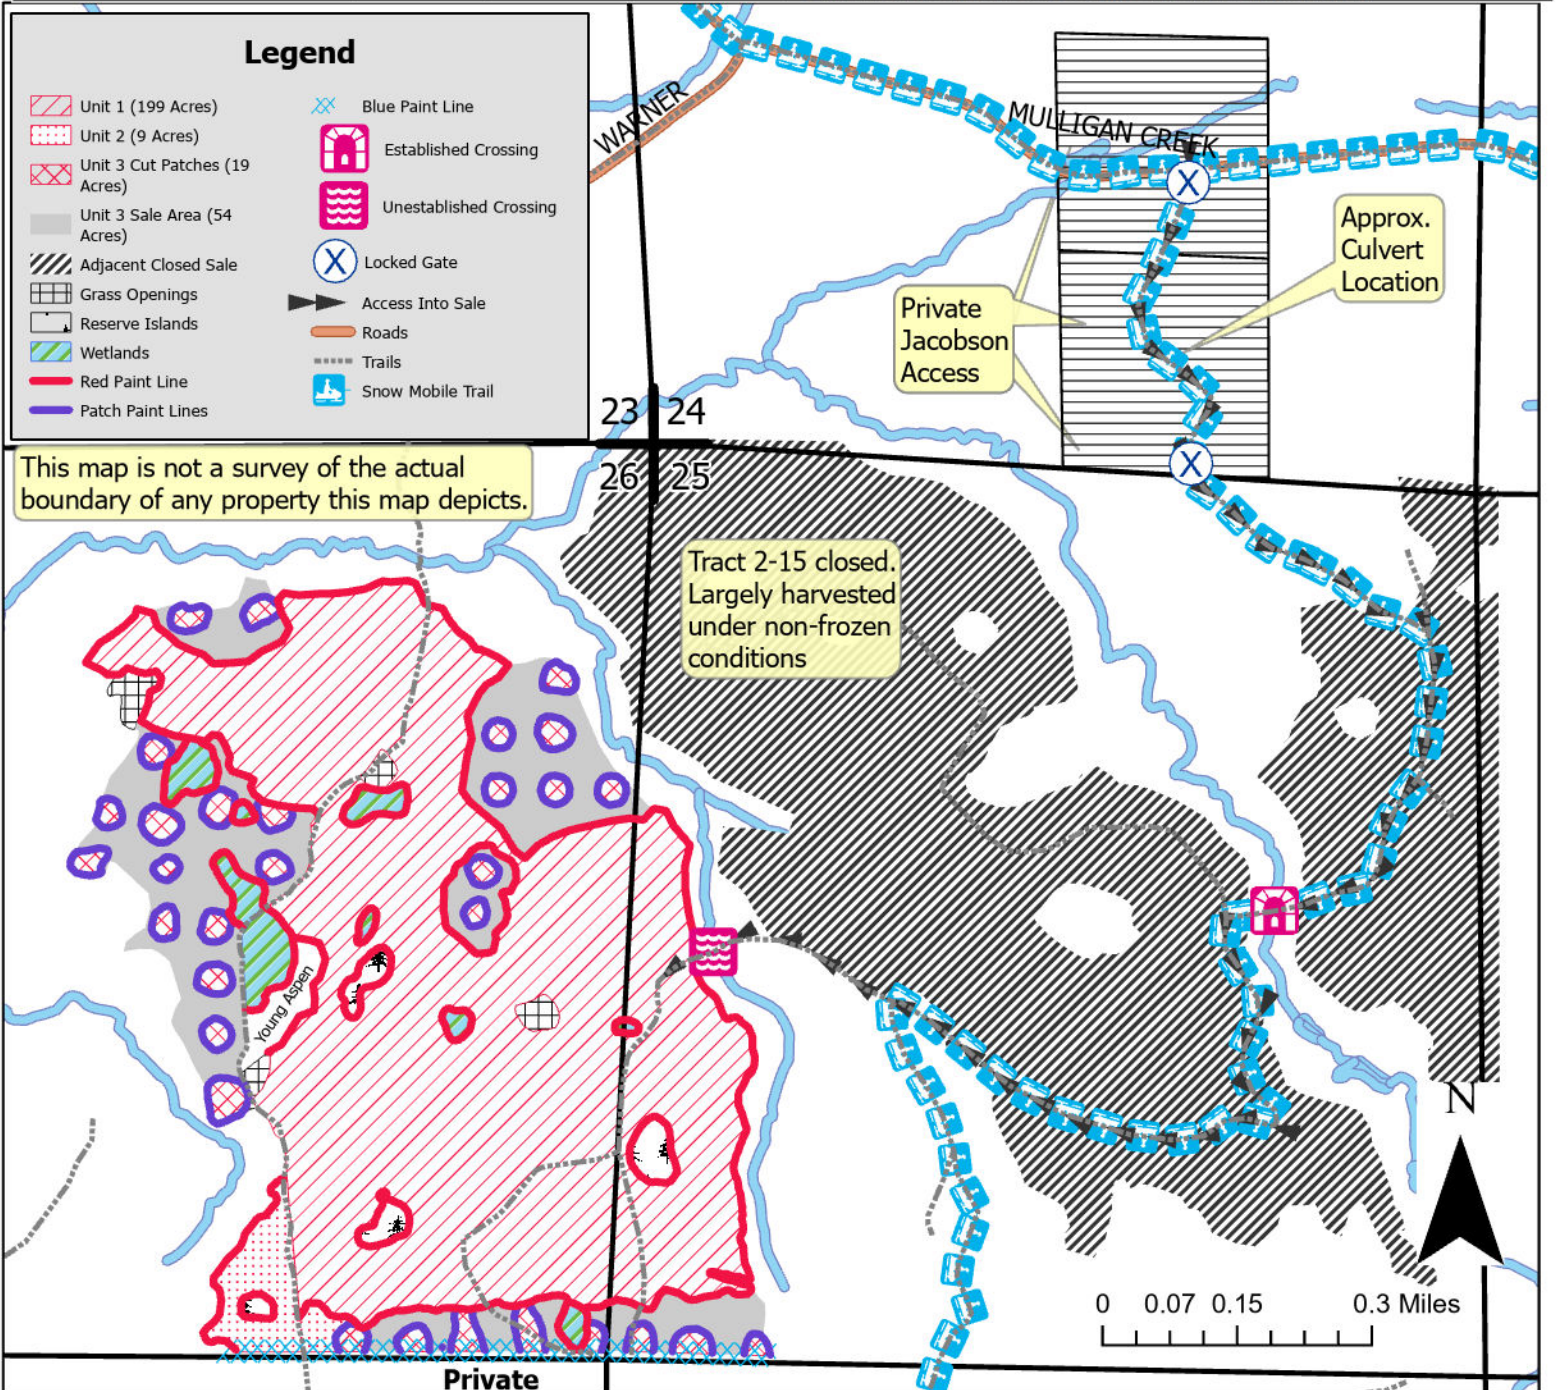 Legend
Unit 1 (199 Acres)
Unit 2 (9 Acres)
Unit 3 Cut Patches (19
Acres)
Unit 3 Sale Area (54
Acres)
Adjacent Closed Sale
Grass Openings
Reserve Islands
Wetlands
Red Paint Line
Patch Paint Lines
Blue Paint Line
Established Crossing
Unestablished Crossing
X
Locked Gate
Access Into Sale
Roads
Trails
Snow Mobile Trail
WARNER
MULLIGAN CREEK
X
Approx.
Culvert
Location
Private
Jacobson
Access
23 24
26 25
X
This map is not a survey of the actual
boundary of any property this map depicts.
Tract 2-15 closed.
Largely harvested
under non-frozen
conditions
Young Aspen
N
0 0.07 0.15 0.3 Miles
Private